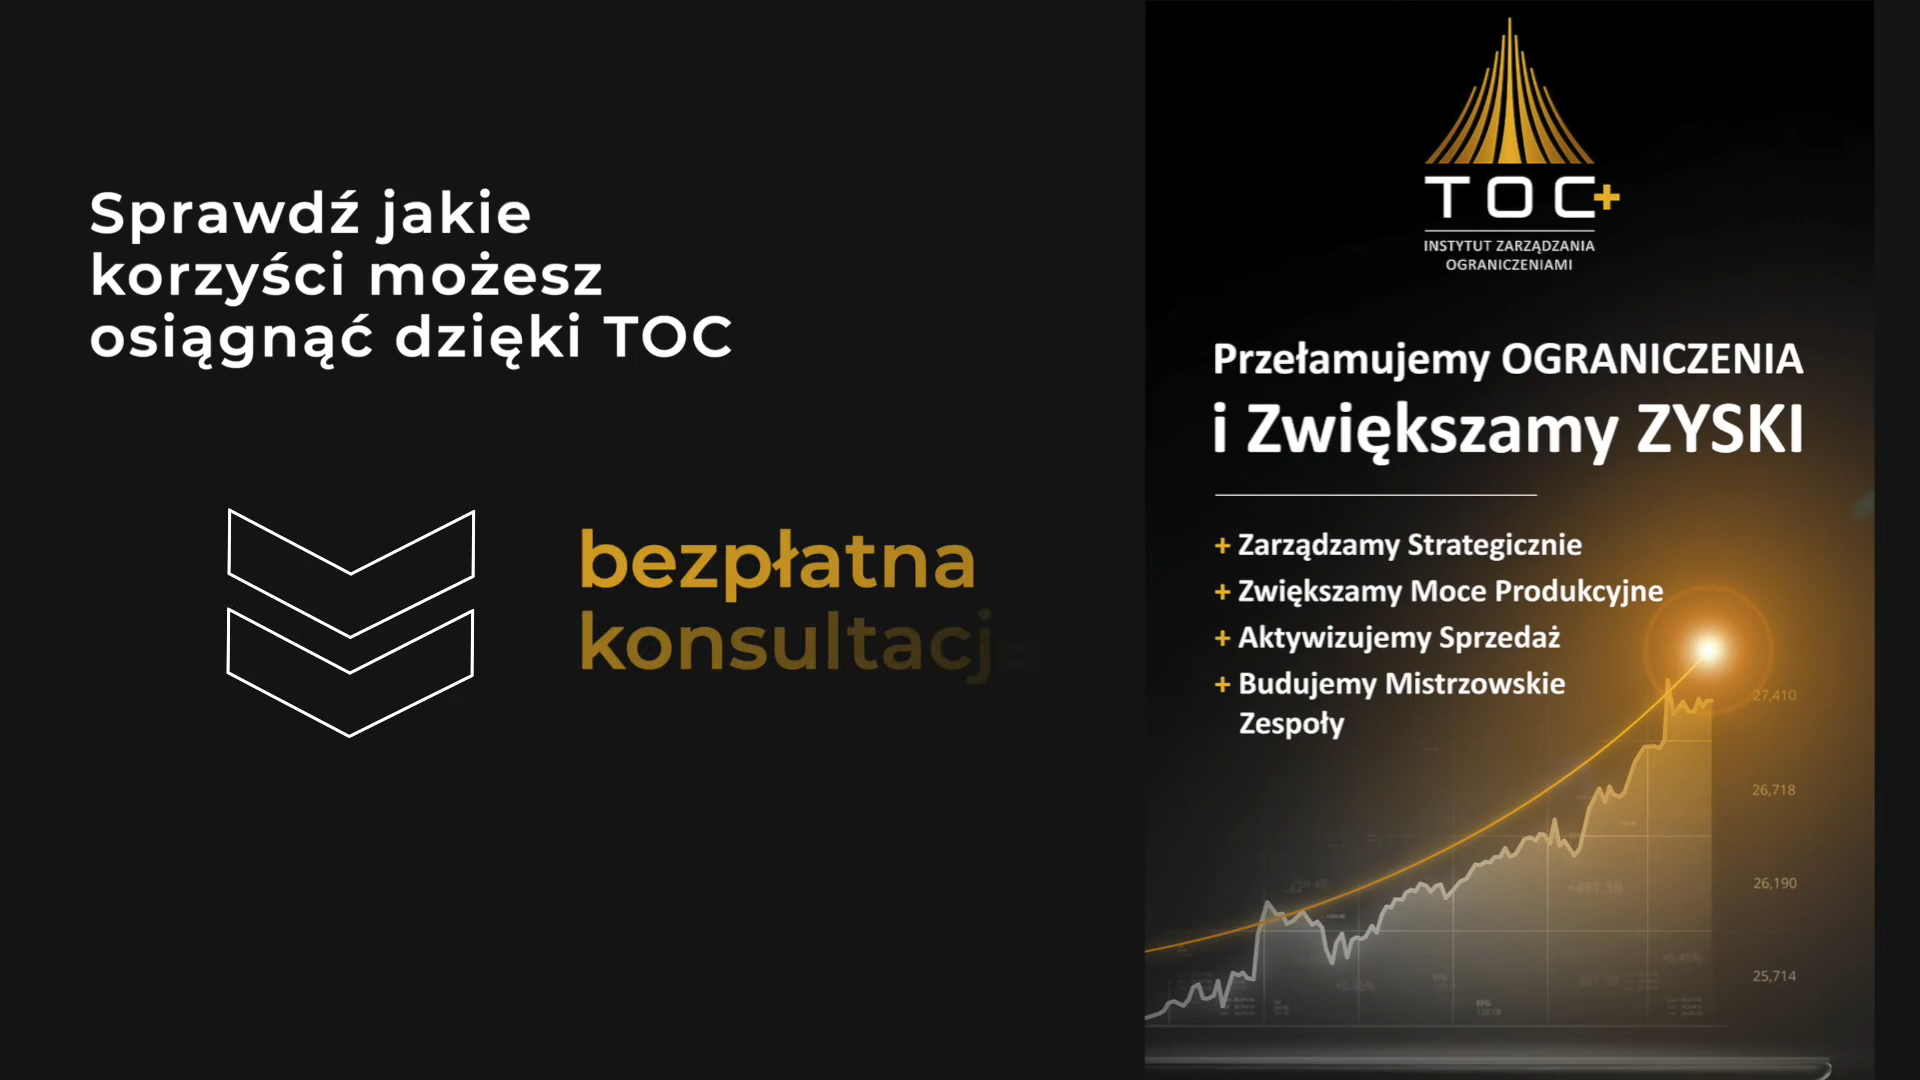 Sprawdź jakie
korzyści możesz
osiągnąć dzięki TOC
bezpłatna
konsultacj
TOC+
INSTYTUT ZARZĄDZANIA
OGRANICZENIAMI
Przełamujemy OGRANICZENIA
i Zwiększamy ZYSKI
+ Zarządzamy Strategicznie
+ Zwiększamy Moce Produkcyjne
+ Aktywizujemy Sprzedaż
+ Budujemy Mistrzowskie
Zespoły
27,410
26,718
26,190
25,714